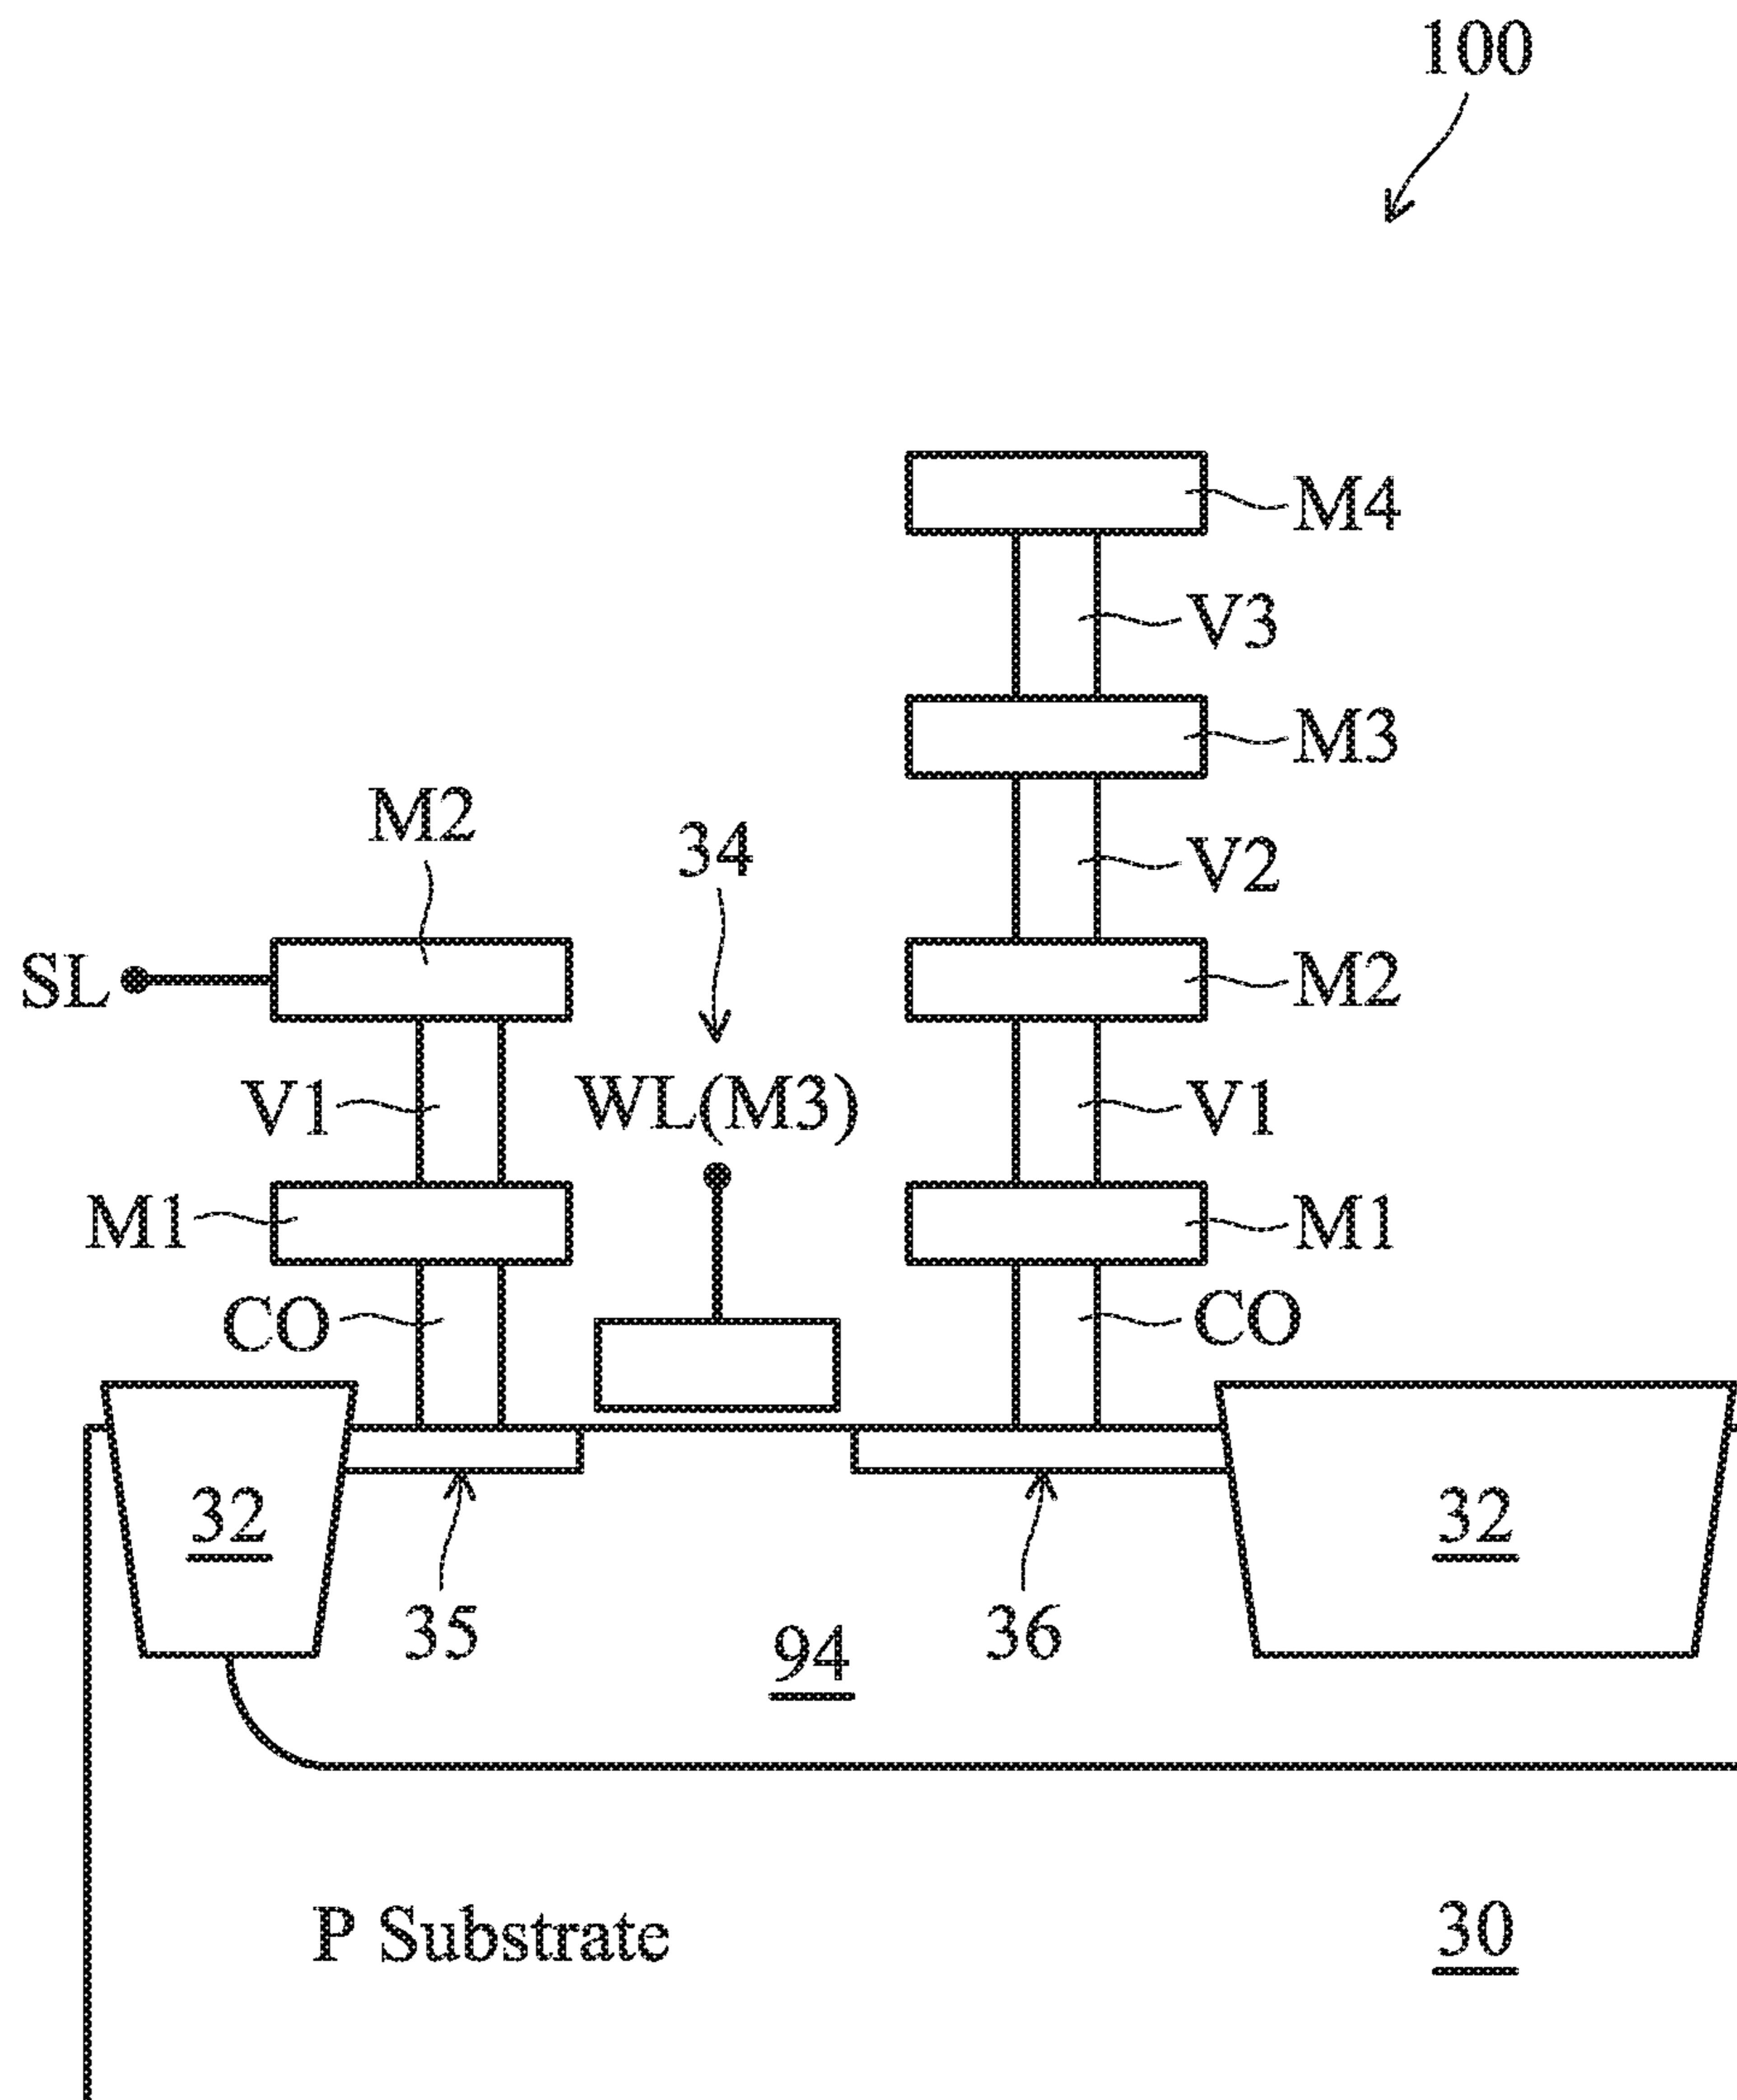 100
M4
V3
M3
M2
34
V2
SL
M2
V1
WL(M3)
V1
M1
M1
CO
CO
32
32
35
36
94
P Substrate
30